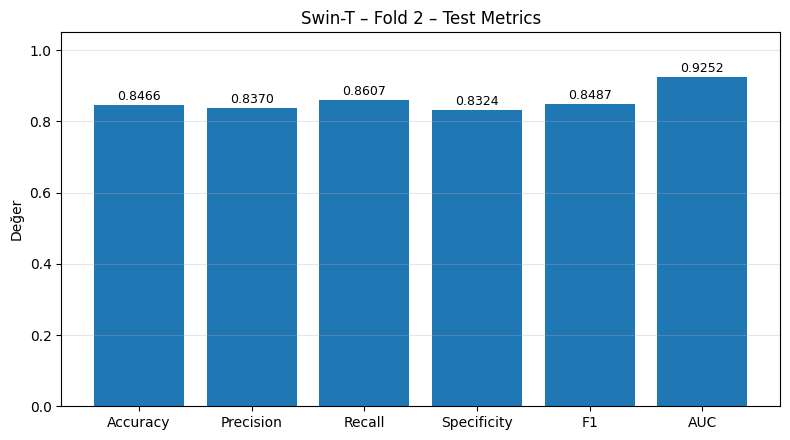 Swin-T – Fold 2 – Test Metrics
Değer
1.0
0.8
0.6
0.4
0.2
0.0
0.8466
0.8370
0.8607
0.8324
0.8487
0.9252
Accuracy
Precision
Recall
Specificity
F1
AUC